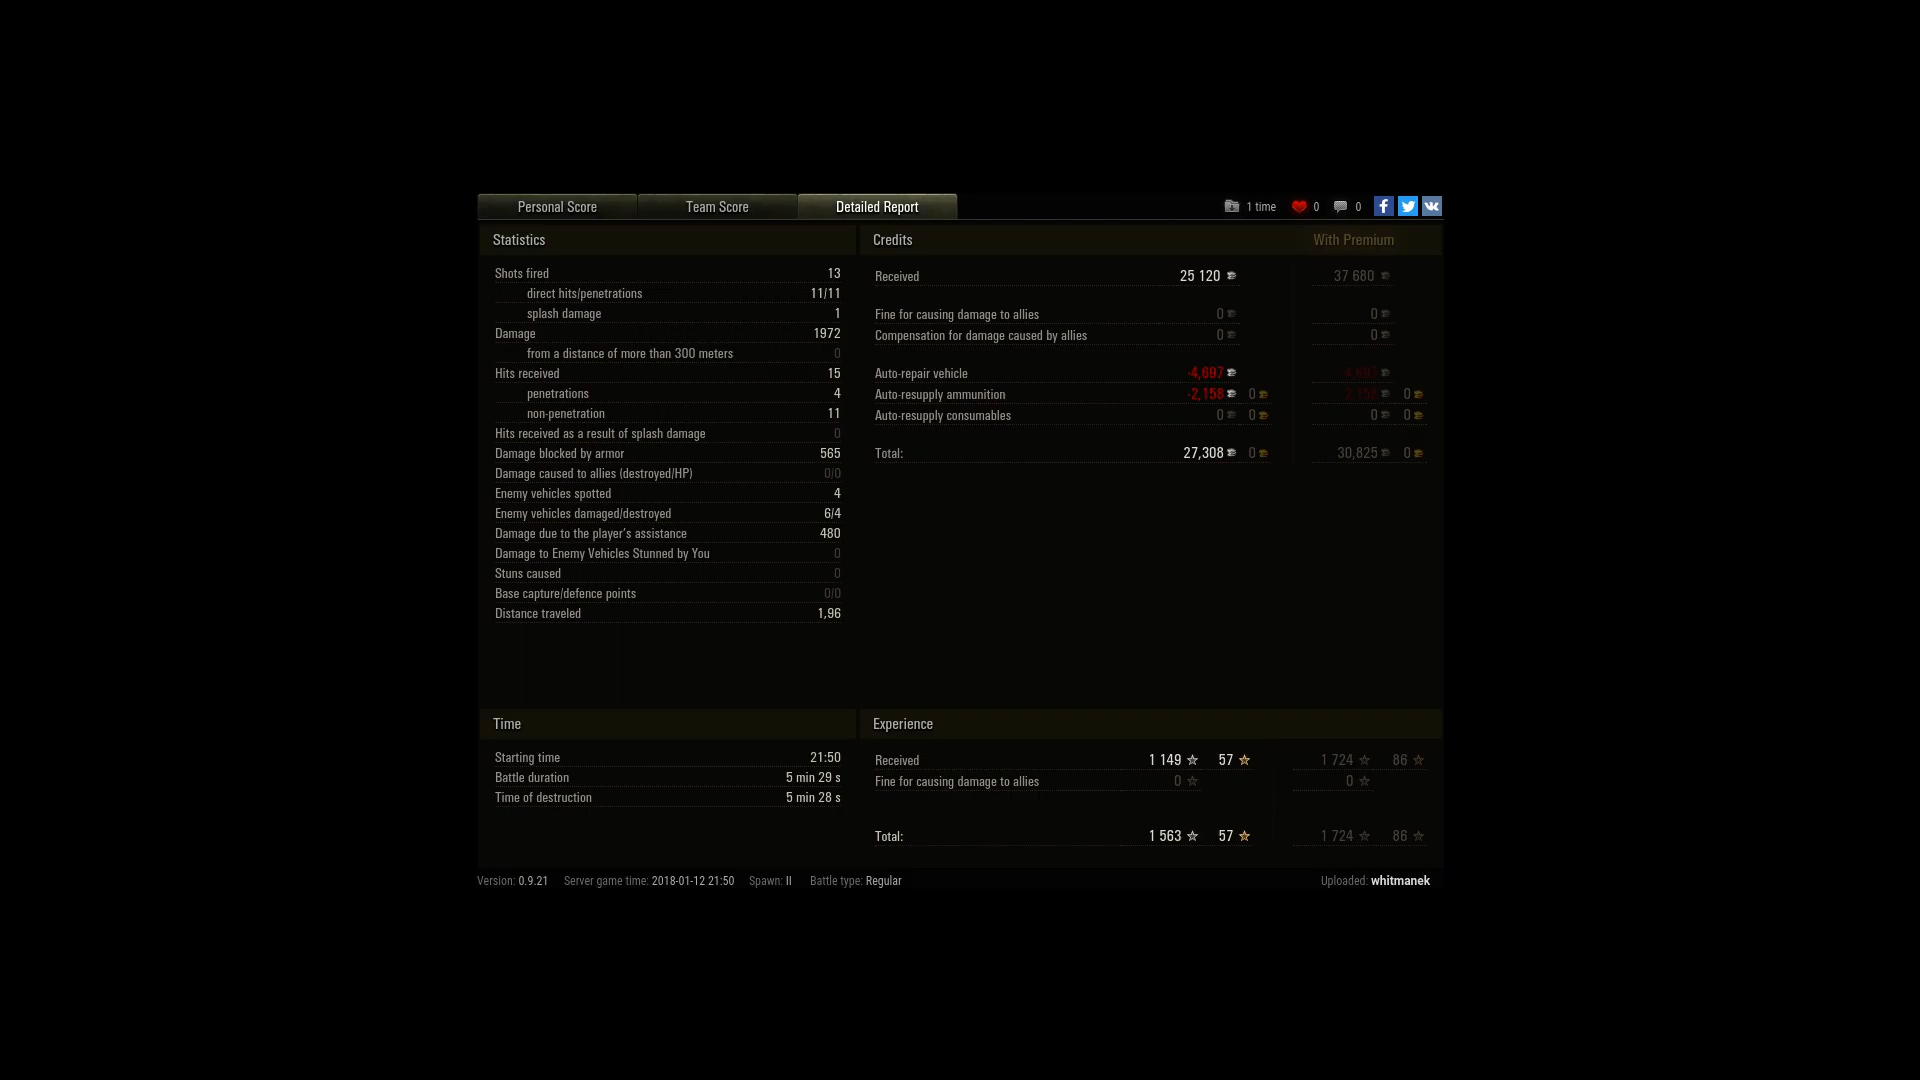 Personal Score Team Score Detailed Report 1 time 0 0
Statistics
Shots fired 13
direct hits/penetrations 11/11
splash damage 1
Damage 1972
from a distance of more than 300 meters 0
Hits received 15
penetrations 4
non-penetration 11
Hits received as a result of splash damage 0
Damage blocked by armor 565
Damage caused to allies (destroyed/HP) 0/0
Enemy vehicles spotted 4
Enemy vehicles damaged/destroyed 6/4
Damage due to the player's assistance 480
Damage to Enemy Vehicles Stunned by You 0
Stuns caused 0
Base capture/defence points 0/0
Distance traveled 1,96
Credits With Premium
Received 25 120 37 680
Fine for causing damage to allies 0 0
Compensation for damage caused by allies 0 0
Auto-repair vehicle -4,697 -4,697
Auto-resupply ammunition -2,158 0 -2,158 0
Auto-resupply consumables 0 0 0 0
Total: 27,308 0 30,825 0
Time
Starting time 21:50
Battle duration 5 min 29 s
Time of destruction 5 min 28 s
Experience
Received 1 149 57 1 724 86
Fine for causing damage to allies 0 0
Total: 1 563 57 1 724 86
Version: 0.9.21 Server game time: 2018-01-12 21:50 Spawn: II Battle type: Regular Uploaded: whitmanek